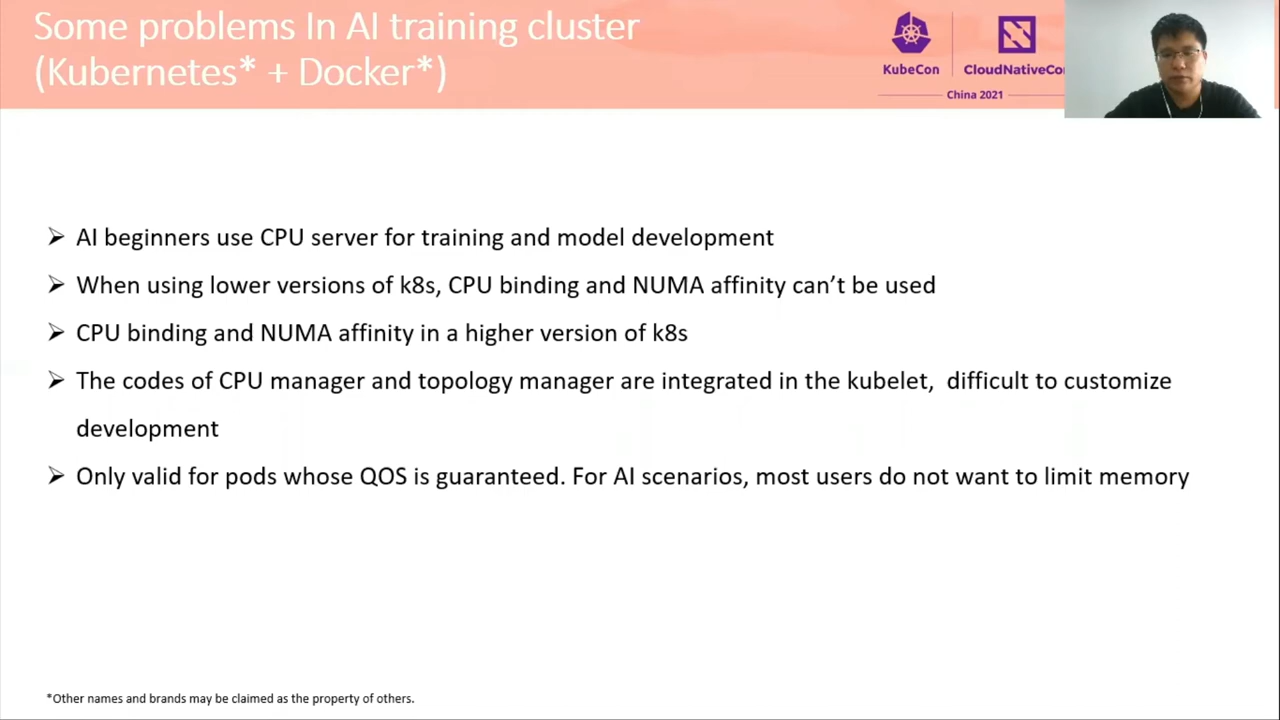 Some problems In AI training cluster
(Kubernetes* + Docker*)
KubeCon
CloudNativeCo
China 2021
➢ AI beginners use CPU server for training and model development
➢ When using lower versions of k8s, CPU binding and NUMA affinity can’t be used
➢ CPU binding and NUMA affinity in a higher version of k8s
➢ The codes of CPU manager and topology manager are integrated in the kubelet, difficult to customize
development
➢ Only valid for pods whose QOS is guaranteed. For AI scenarios, most users do not want to limit memory
*Other names and brands may be claimed as the property of others.